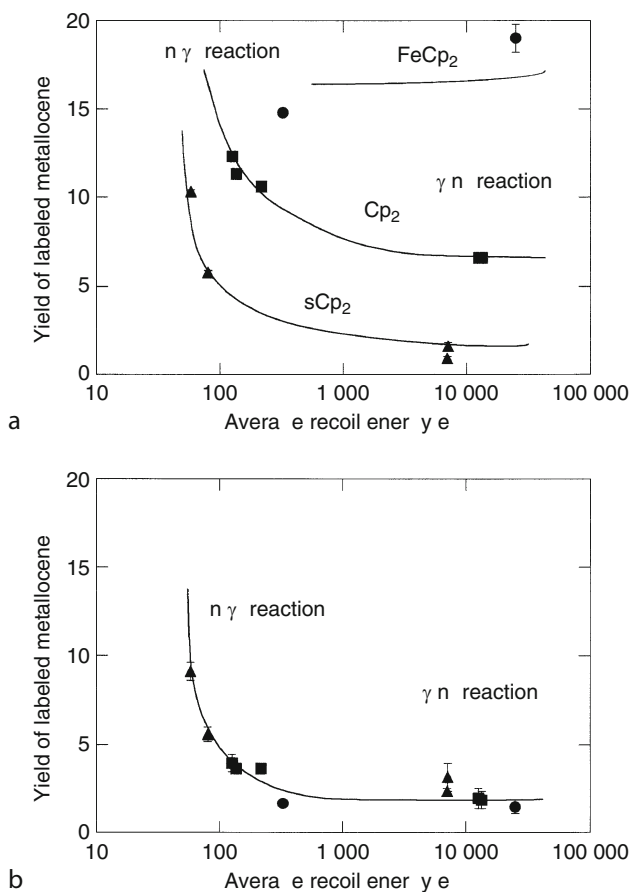 20
n γ reaction
FeCp2
15
γ n reaction
10
Cp2
5
sCp2
0
10 100 1 000 10 000 100 000
Yield of labeled metallocene
Avera e recoil ener y e
a
20
15
n γ reaction
10
γ n reaction
5
0
10 100 1 000 10 000 100 000
Yield of labeled metallocene
Avera e recoil ener y e
b